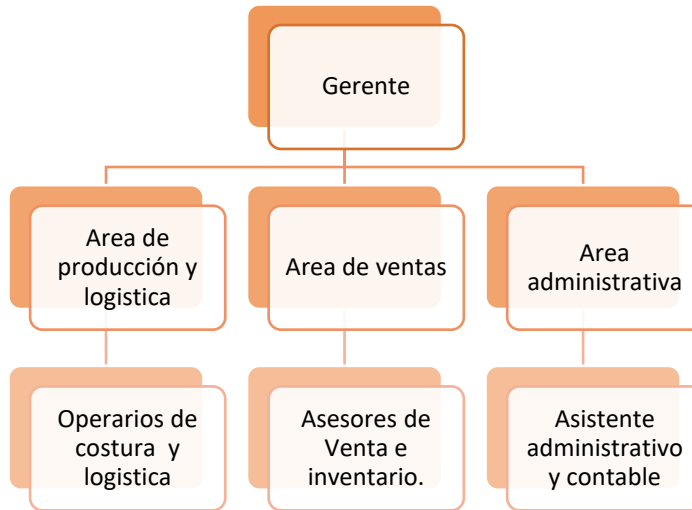 Gerente
Area de
producción y
logistica
Area de ventas
Area
administrativa
Operarios de
costura y
logistica
Asesores de
Venta e
inventario.
Asistente
administrativo
y contable